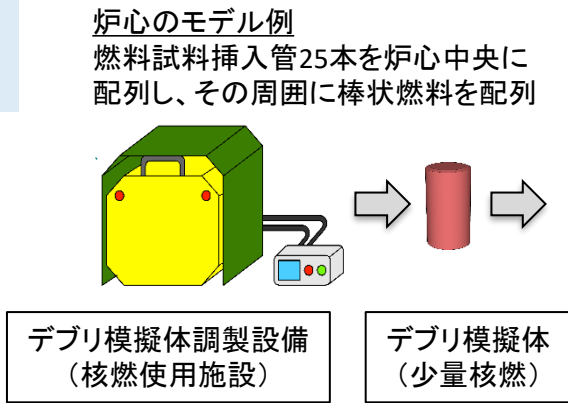 炉心のモデル例
燃料試料挿入管25本を炉心中央に
配列し、その周囲に棒状燃料を配列
デブリ模擬体調製設備
（核燃使用施設）
デブリ模擬体
（少量核燃）